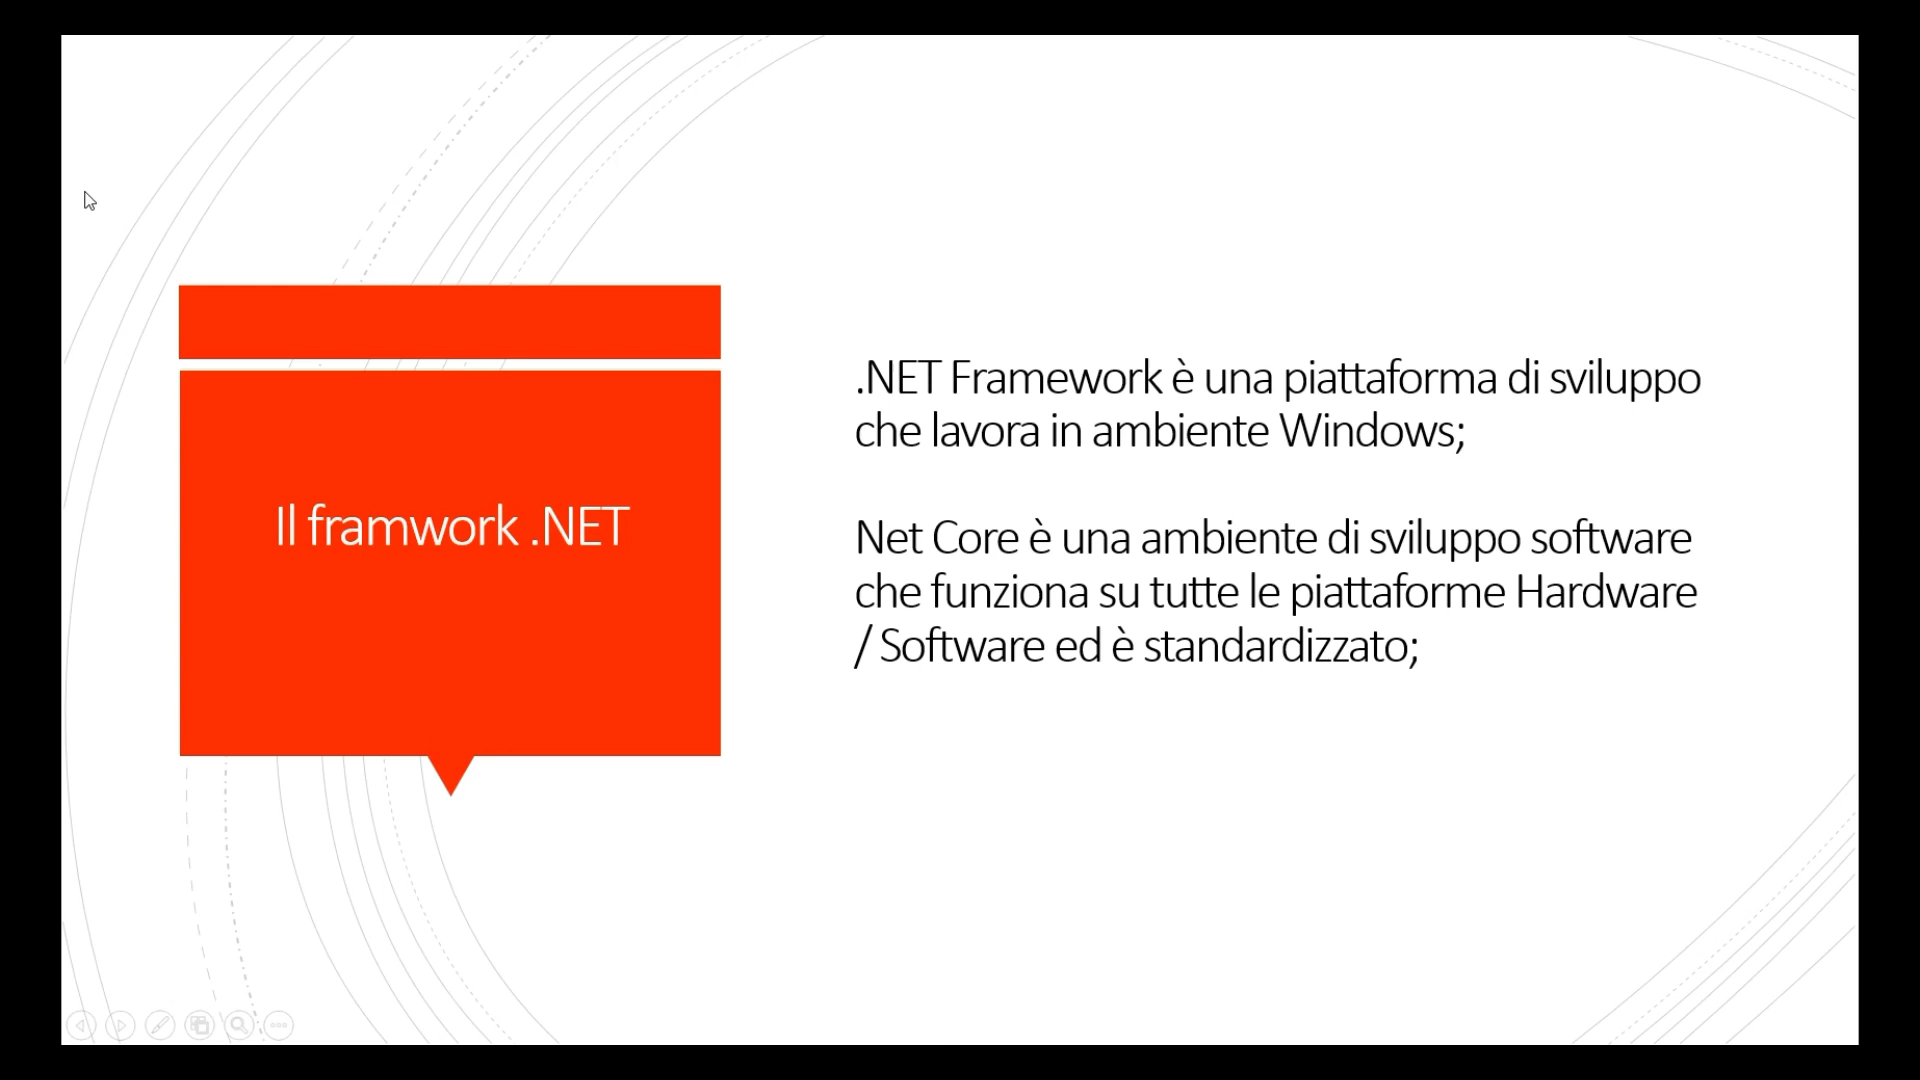 Il framwork .NET
.NET Framework è una piattaforma di sviluppo
che lavora in ambiente Windows;
Net Core è una ambiente di sviluppo software
che funziona su tutte le piattaforme Hardware
/ Software ed è standardizzato;